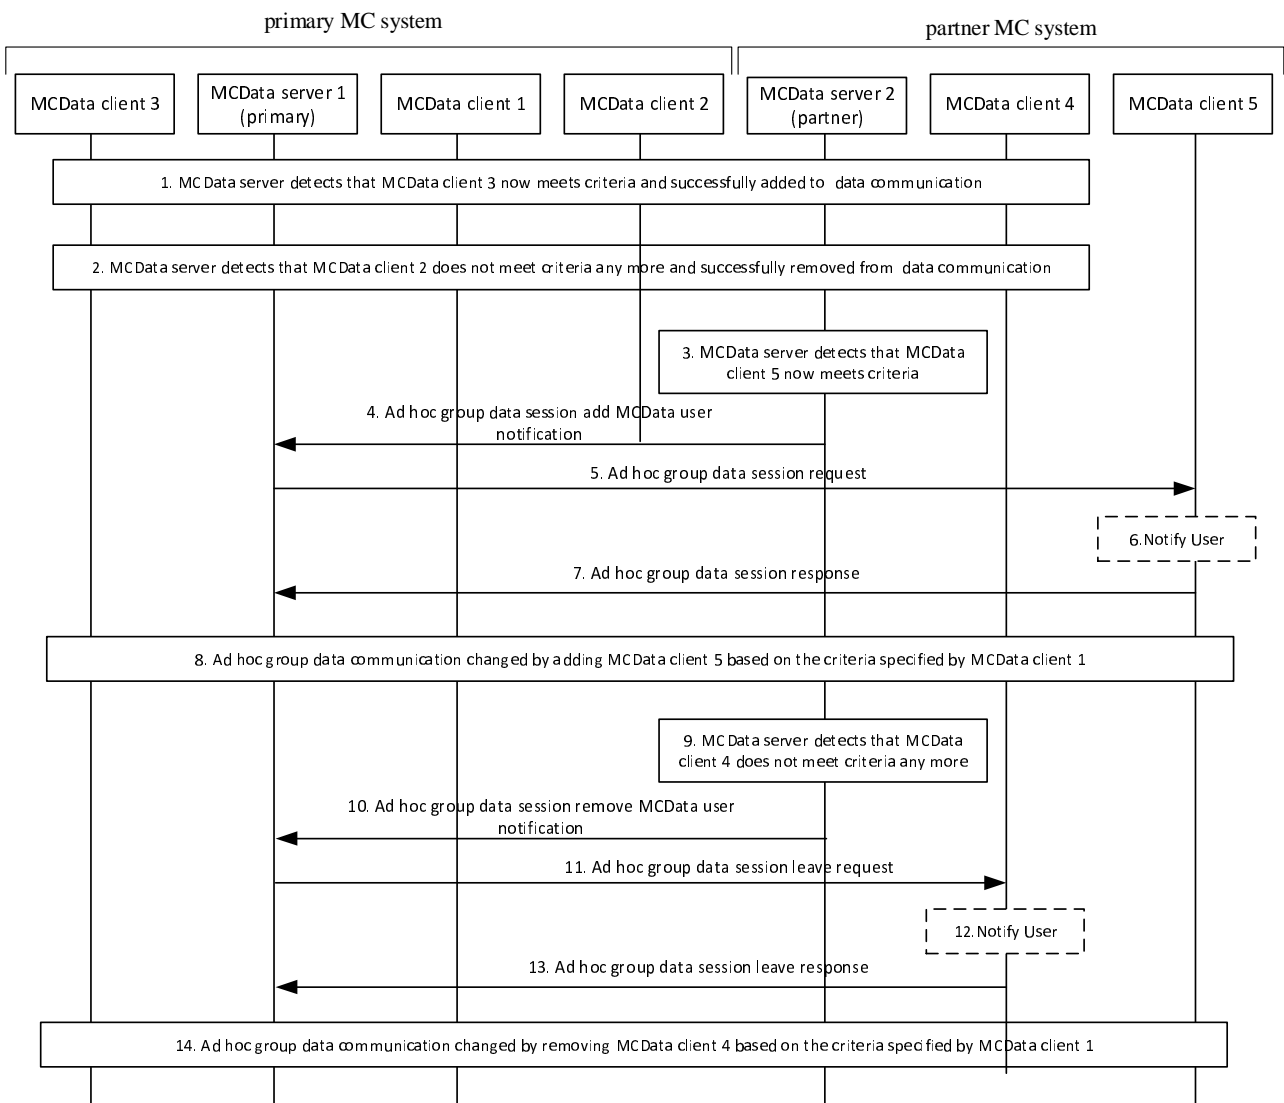 primary MC system
partner MC system
MCData client 3
MCData server 1
(primary)
MCData client 1
MCData client 2
MCData server 2
(partner)
MCData client 4
MCData client 5
1. MCData server detects that MCData client 3 now meets criteria and successfully added to data communication
2. MCData server detects that MCData client 2 does not meet criteria any more and successfully removed from data communication
3. MCData server detects that MCData
client 5 now meets criteria
4. Ad hoc group data session add MCData user
notification
5. Ad hoc group data session request
6.Notify User
7. Ad hoc group data session response
8. Ad hoc group data communication changed by adding MCData client 5 based on the criteria specified by MCData client 1
9. MCData server detects that MCData
client 4 does not meet criteria any more
10. Ad hoc group data session remove MCData user
notification
11. Ad hoc group data session leave request
12.Notify User
13. Ad hoc group data session leave response
14. Ad hoc group data communication changed by removing MCData client 4 based on the criteria specified by MCData client 1